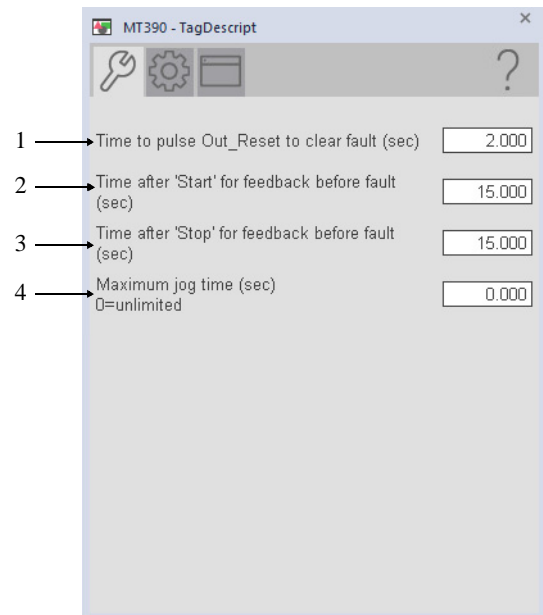 MT390 - TagDescript
×
?
1
Time to pulse Out_Reset to clear fault (sec)
2.000
2
Time after 'Start' for feedback before fault
(sec)
15.000
3
Time after 'Stop' for feedback before fault
(sec)
15.000
4
Maximum jog time (sec)
0=unlimited
0.000